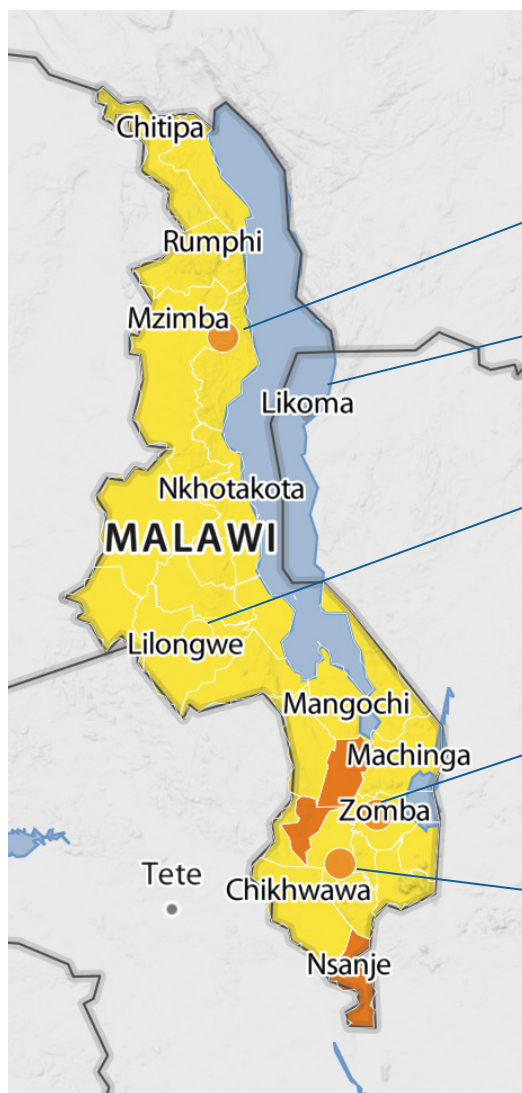 Chitipa
Rumphi
Mzimba
Likoma
Nkhotakota
MALAWI
Lilongwe
Mangochi
Machinga
Zomba
Tete
Chikhwawa
Nsanje